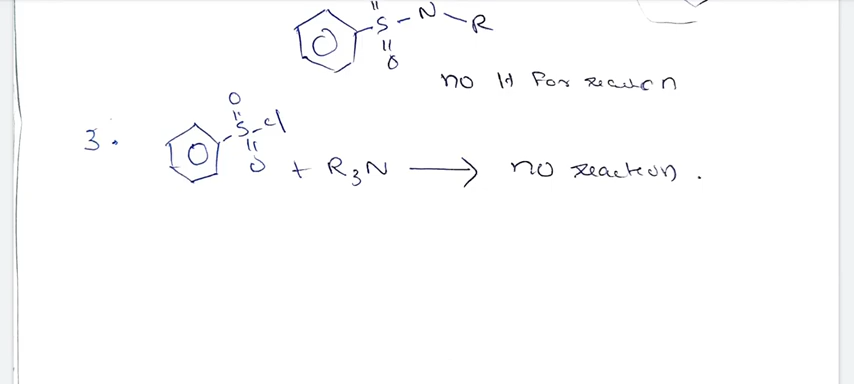 S - N - R
O
no H for reaction
O
3. S - Cl
O + R3N → no reaction.